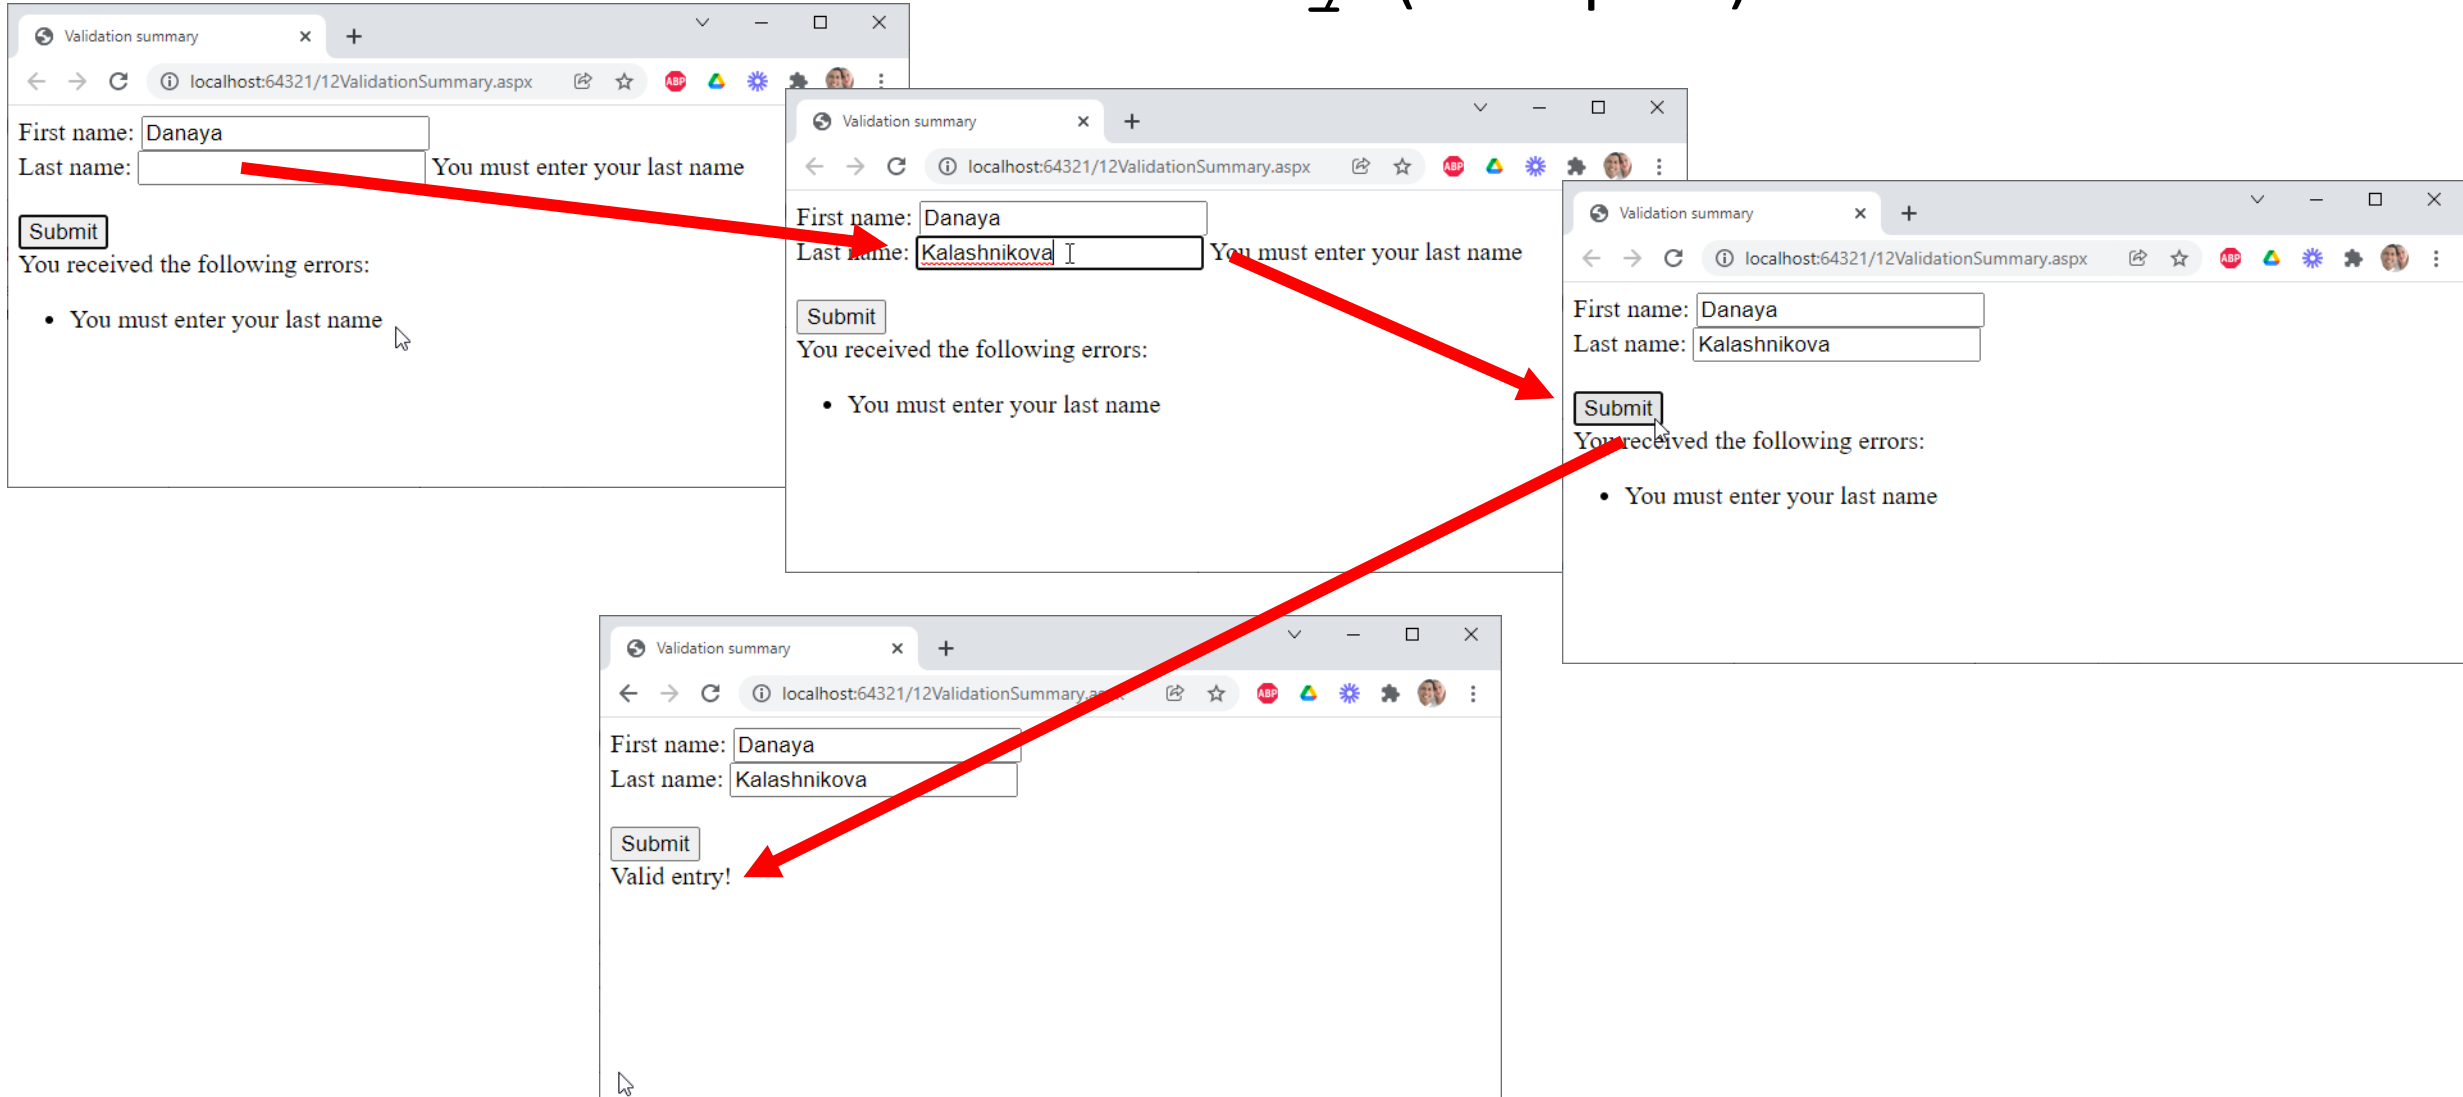 Validation summary
localhost:64321/12ValidationSummary.aspx
ABP
First name: Danaya
Last name: You must enter your last name
Submit
You received the following errors:
• You must enter your last name
Validation summary
localhost:64321/12ValidationSummary.aspx
ABP
First name: Danaya
Last name: Kalashnikova You must enter your last name
Submit
You received the following errors:
• You must enter your last name
Validation summary
localhost:64321/12ValidationSummary.aspx
ABP
First name: Danaya
Last name: Kalashnikova
Submit
You received the following errors:
• You must enter your last name
Validation summary
localhost:64321/12ValidationSummary.aspx
ABP
First name: Danaya
Last name: Kalashnikova
Submit
Valid entry!